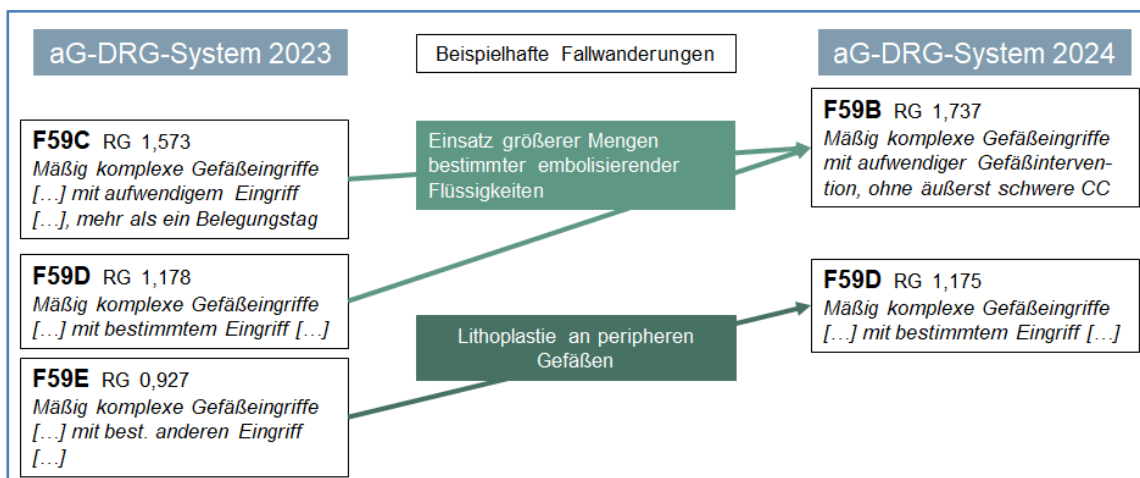 aG-DRG-System 2023
Beispielhafte Fallwanderungen
aG-DRG-System 2024
F59C RG 1,573
Mäßig komplexe Gefäßeingriffe
[...] mit aufwendigem Eingriff
[...], mehr als ein Belegungstag
F59D RG 1,178
Mäßig komplexe Gefäßeingriffe
[...] mit bestimmtem Eingriff [...]
F59E RG 0,927
Mäßig komplexe Gefäßeingriffe
[...] mit best. anderen Eingriff
[...]
Einsatz größerer Mengen
bestimmter embolisierender
Flüssigkeiten
Lithoplastie an peripheren
Gefäßen
F59B RG 1,737
Mäßig komplexe Gefäßeingriffe
mit aufwendiger Gefäßinterven-
tion, ohne äußerst schwere CC
F59D RG 1,175
Mäßig komplexe Gefäßeingriffe
[...] mit bestimmtem Eingriff [...]